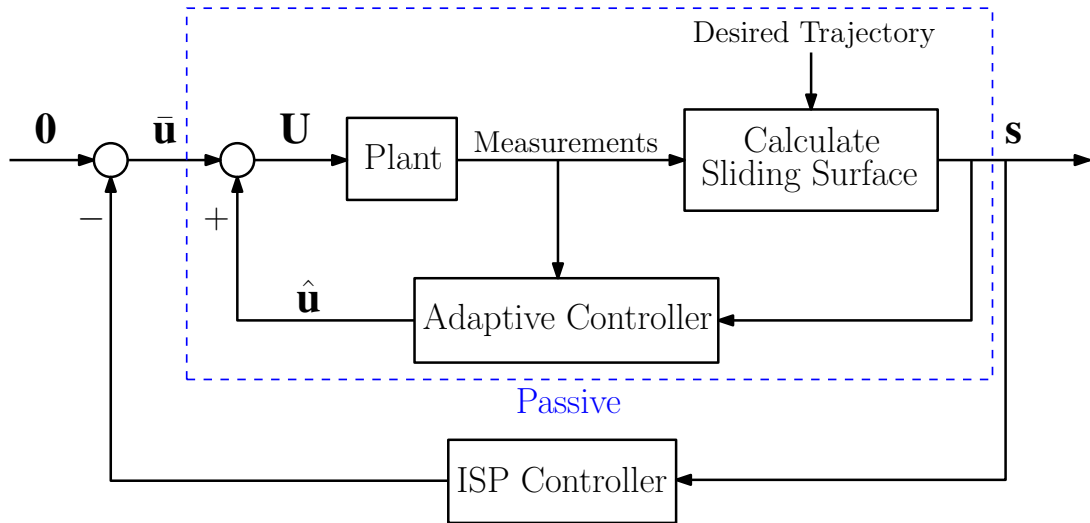 Desired Trajectory
0
ū
U
Plant
Measurements
Calculate
Sliding Surface
s
−
+
û
Adaptive Controller
Passive
ISP Controller